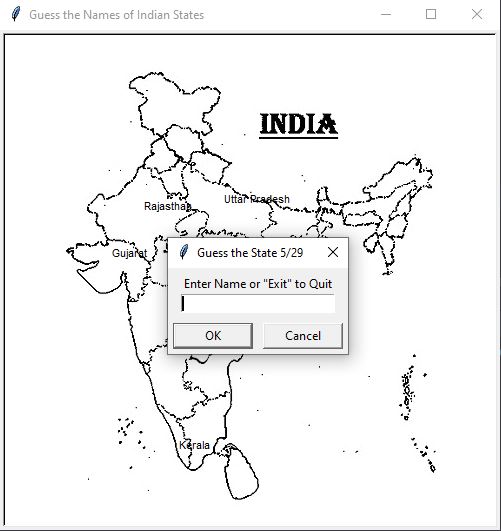 Guess the Names of Indian States
INDIA
Uttar Pradesh
Rajasthan
Gujarat
Guess the State 5/29
Enter Name or "Exit" to Quit
OK
Cancel
Kerala